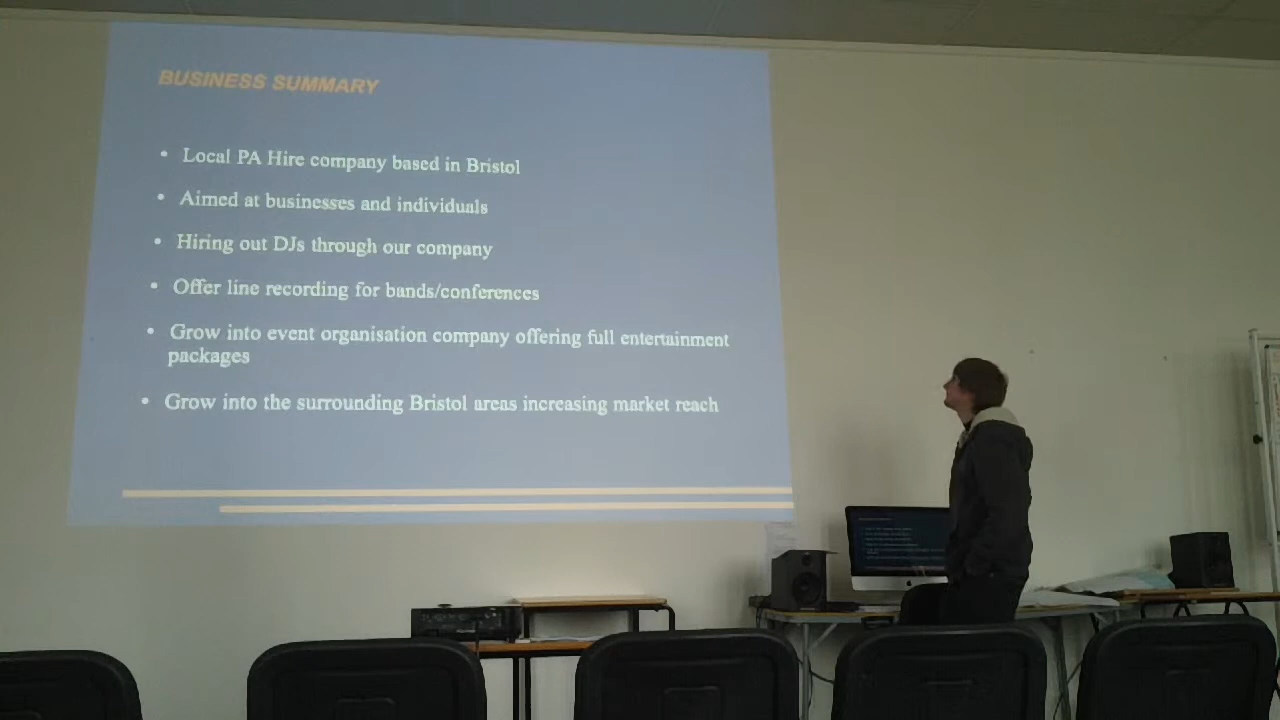 BUSINESS SUMMARY
• Local PA Hire company based in Bristol
• Aimed at businesses and individuals
• Hiring out DJs through our company
• Offer line recording for bands/conferences
• Grow into event organisation company offering full entertainment
packages
• Grow into the surrounding Bristol areas increasing market reach